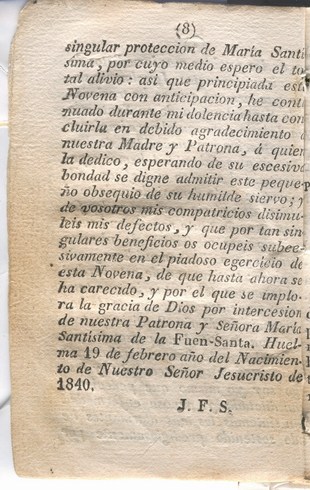 (8)
singular proteccion de Maria Santi
sima, por cuyo medio espero el to
tal alivio: asi que principiada est
Novena con anticipacion, he cont
nuado durante mi dolencia hasta con
cluirla en debido agradecimiento
nuestra Madre y Patrona, á quien
la dedico, esperando de su escesiva
bondad se digne admitir este peque-
ño obsequio de su humilde siervo; y
de vosotros mis compatricios disimu-
leis mis defectos, y que por tan sin-
gulares beneficios os ocupeis subce-
sivamente en el piadoso egercicio de
esta Novena, de que hasta ahora se
ha carecido, y por el que se implo-
ra la gracia de Dios por intercesion
de nuestra Patrona y Señora Maria
Santisima de la Fuen-Santa. Huel-
ma 19 de febrero año del Nacimien-
to de Nuestro Señor Jesucristo de
1840.
J. F. S.